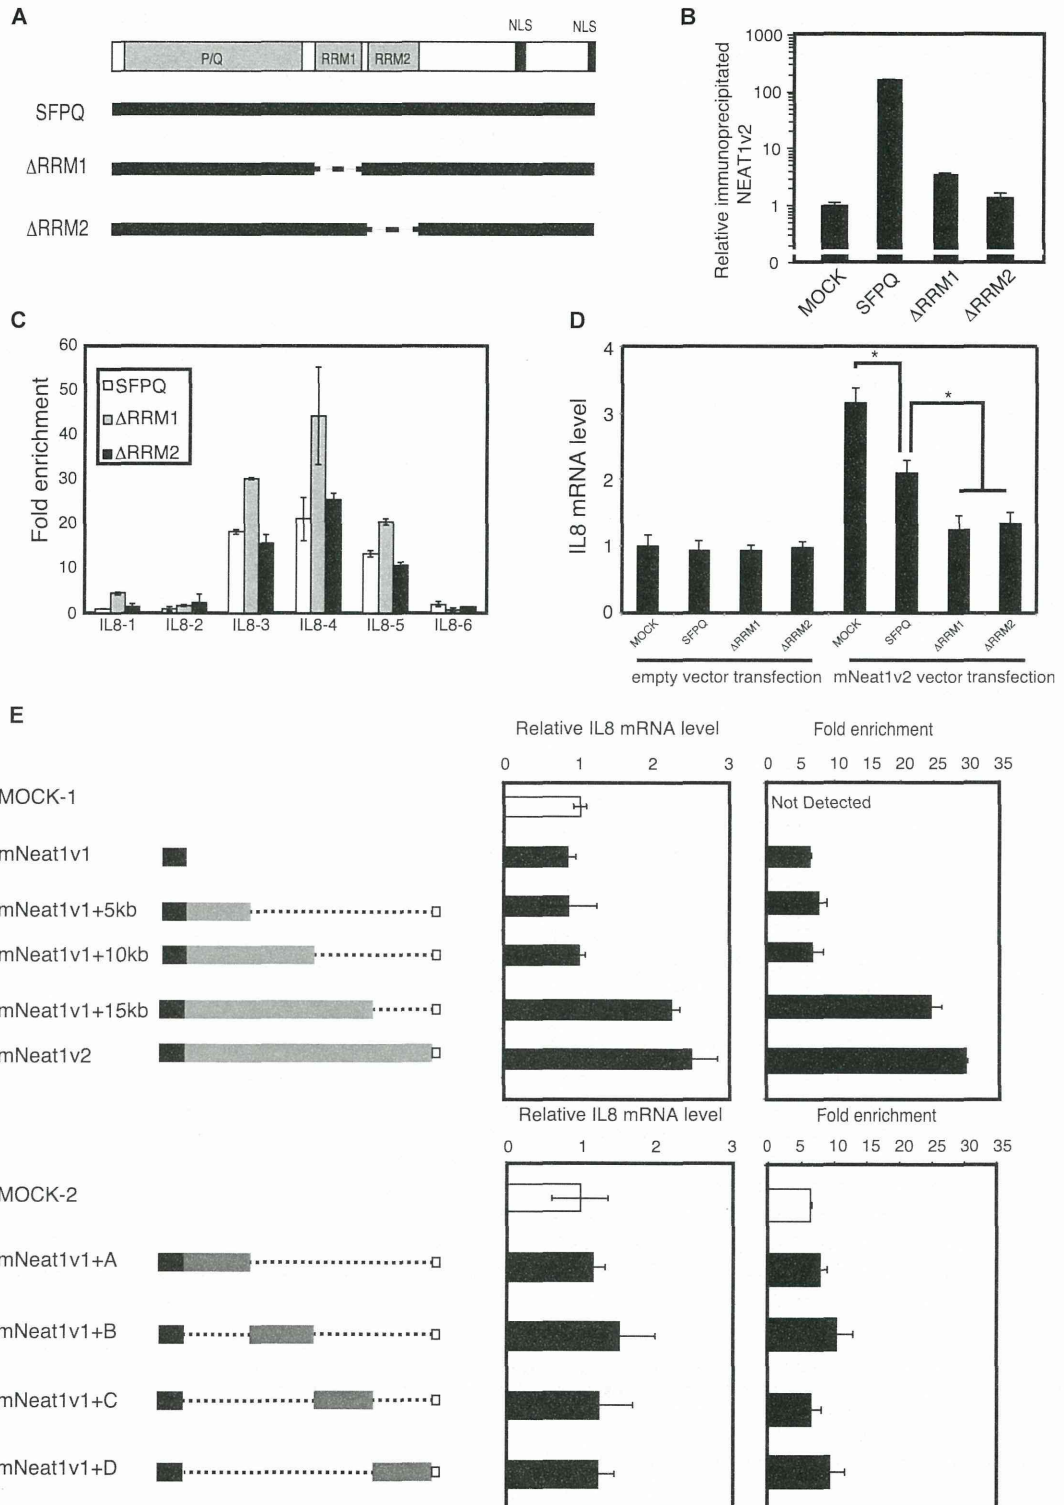 A
NLS
NLS
P/Q
RRM1
RRM2
SFPQ
ΔRRM1
ΔRRM2
B
Relative immunoprecipitated
NEAT1v2
1000
100
10
1
0
MOCK
SFPQ
ΔRRM1
ΔRRM2
C
Fold enrichment
60
50
40
30
20
10
0
SFPQ
ΔRRM1
ΔRRM2
IL8-1
IL8-2
IL8-3
IL8-4
IL8-5
IL8-6
D
IL8 mRNA level
4
3
2
1
0
*
*
MOCK
SFPQ
ΔRRM1
ΔRRM2
MOCK
SFPQ
ΔRRM1
ΔRRM2
empty vector transfection
mNeat1v2 vector transfection
E
Relative IL8 mRNA level
Fold enrichment
0 1 2 3
0 5 10 15 20 25 30 35
MOCK-1
Not Detected
mNeat1v1
mNeat1v1+5kb
mNeat1v1+10kb
mNeat1v1+15kb
mNeat1v2
Relative IL8 mRNA level
Fold enrichment
0 1 2 3
0 5 10 15 20 25 30 35
MOCK-2
mNeat1v1+A
mNeat1v1+B
mNeat1v1+C
mNeat1v1+D